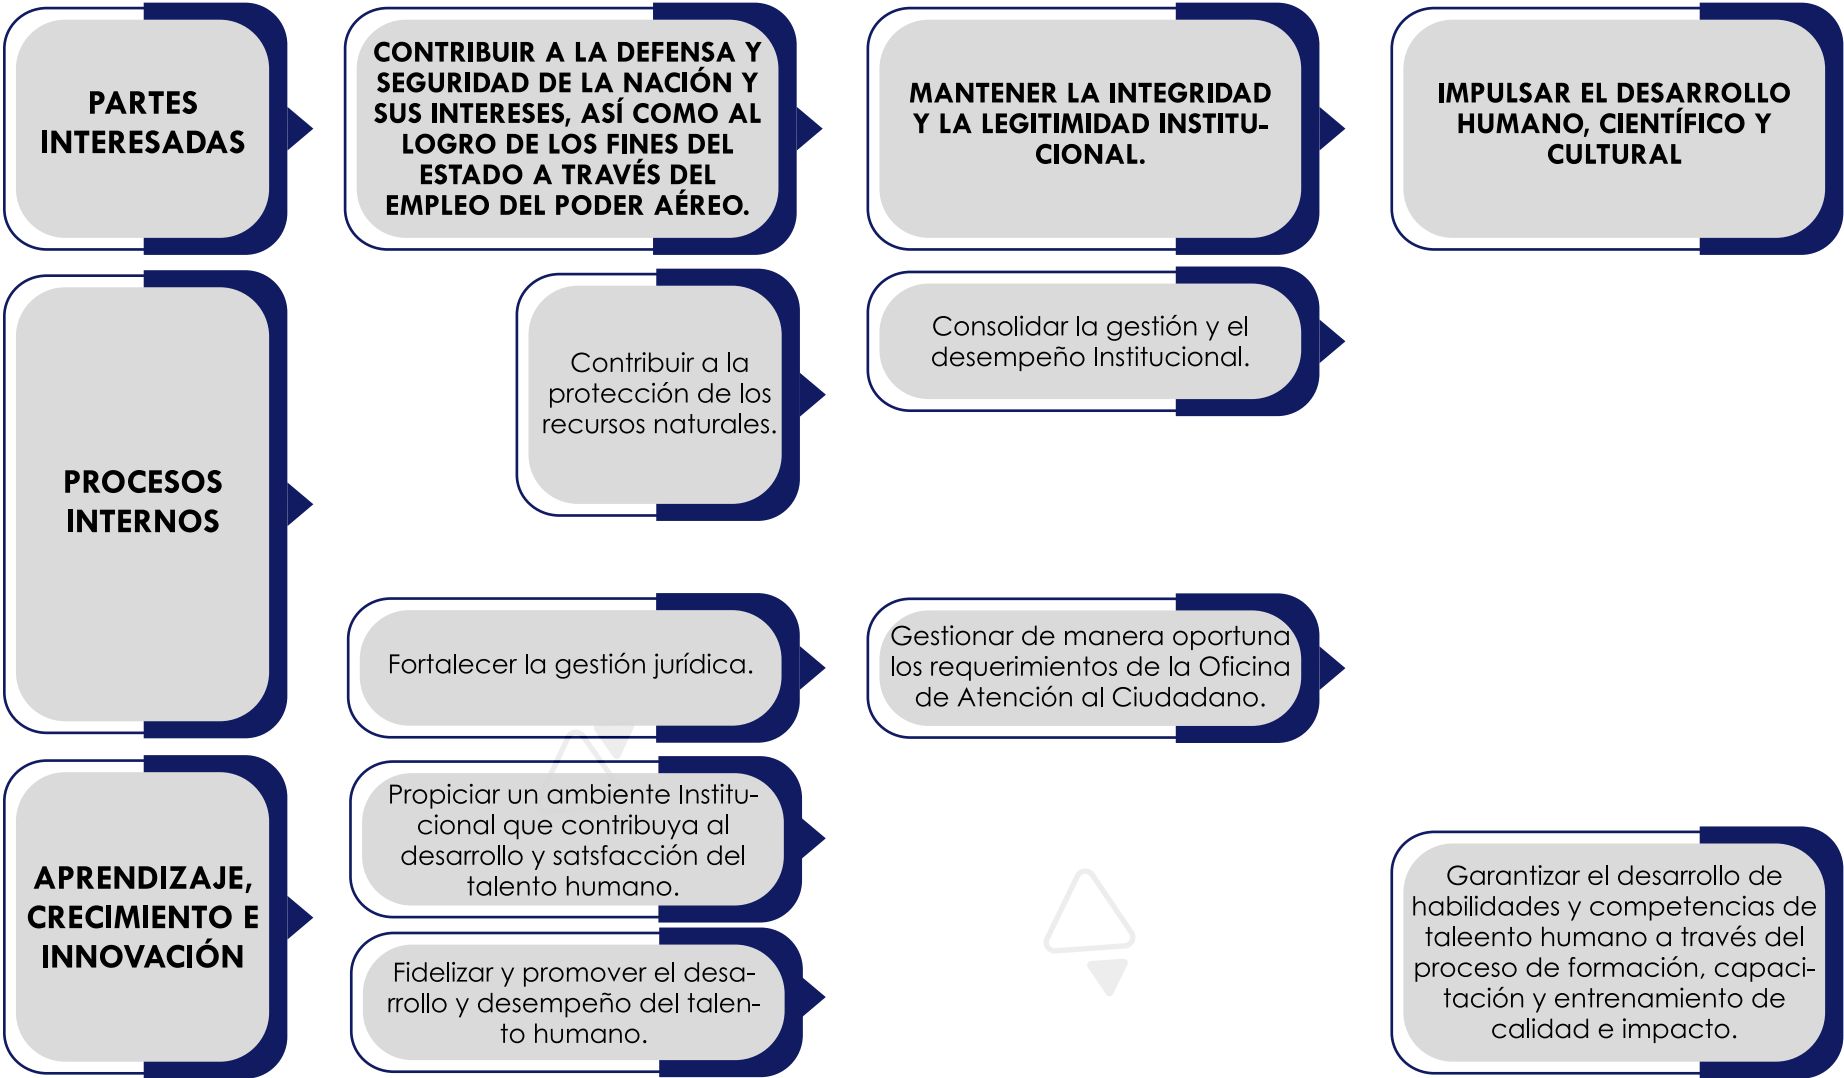 PARTES
INTERESADAS
CONTRIBUIR A LA DEFENSA Y
SEGURIDAD DE LA NACIÓN Y
SUS INTERESES, ASÍ COMO AL
LOGRO DE LOS FINES DEL
ESTADO A TRAVÉS DEL
EMPLEO DEL PODER AÉREO.
MANTENER LA INTEGRIDAD
Y LA LEGITIMIDAD INSTITU-
CIONAL.
IMPULSAR EL DESARROLLO
HUMANO, CIENTÍFICO Y
CULTURAL
PROCESOS
INTERNOS
Contribuir a la
protección de los
recursos naturales.
Consolidar la gestión y el
desempeño Institucional.
Fortalecer la gestión jurídica.
Gestionar de manera oportuna
los requerimientos de la Oficina
de Atención al Ciudadano.
APRENDIZAJE,
CRECIMIENTO E
INNOVACIÓN
Propiciar un ambiente Institu-
cional que contribuya al
desarrollo y satsfacción del
talento humano.
Fidelizar y promover el desa-
rrollo y desempeño del talen-
to humano.
Garantizar el desarrollo de
habilidades y competencias de
taleento humano a través del
proceso de formación, capaci-
tación y entrenamiento de
calidad e impacto.